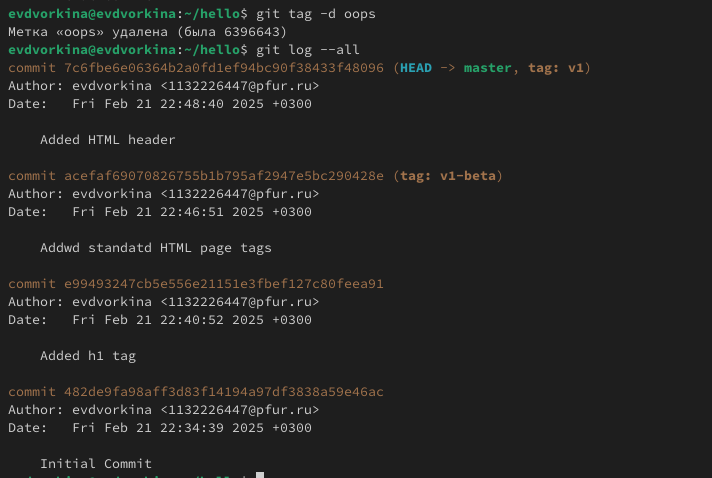 evdvorkina@evdvorkina:~/hello$ git tag -d oops
Метка «oops» удалена (была 6396643)
evdvorkina@evdvorkina:~/hello$ git log --all
commit 7c6fbe6e06364b2a0fd1ef94bc90f38433f48096 (HEAD -> master, tag: v1)
Author: evdvorkina <1132226447@pfur.ru>
Date:   Fri Feb 21 22:48:40 2025 +0300
Added HTML header
commit acefaf69070826755b1b795af2947e5bc290428e (tag: v1-beta)
Author: evdvorkina <1132226447@pfur.ru>
Date:   Fri Feb 21 22:46:51 2025 +0300
Addwd standatd HTML page tags
commit e99493247cb5e556e21151e3fbef127c80feea91
Author: evdvorkina <1132226447@pfur.ru>
Date:   Fri Feb 21 22:40:52 2025 +0300
Added h1 tag
commit 482de9fa98aff3d83f14194a97df3838a59e46ac
Author: evdvorkina <1132226447@pfur.ru>
Date:   Fri Feb 21 22:34:39 2025 +0300
Initial Commit